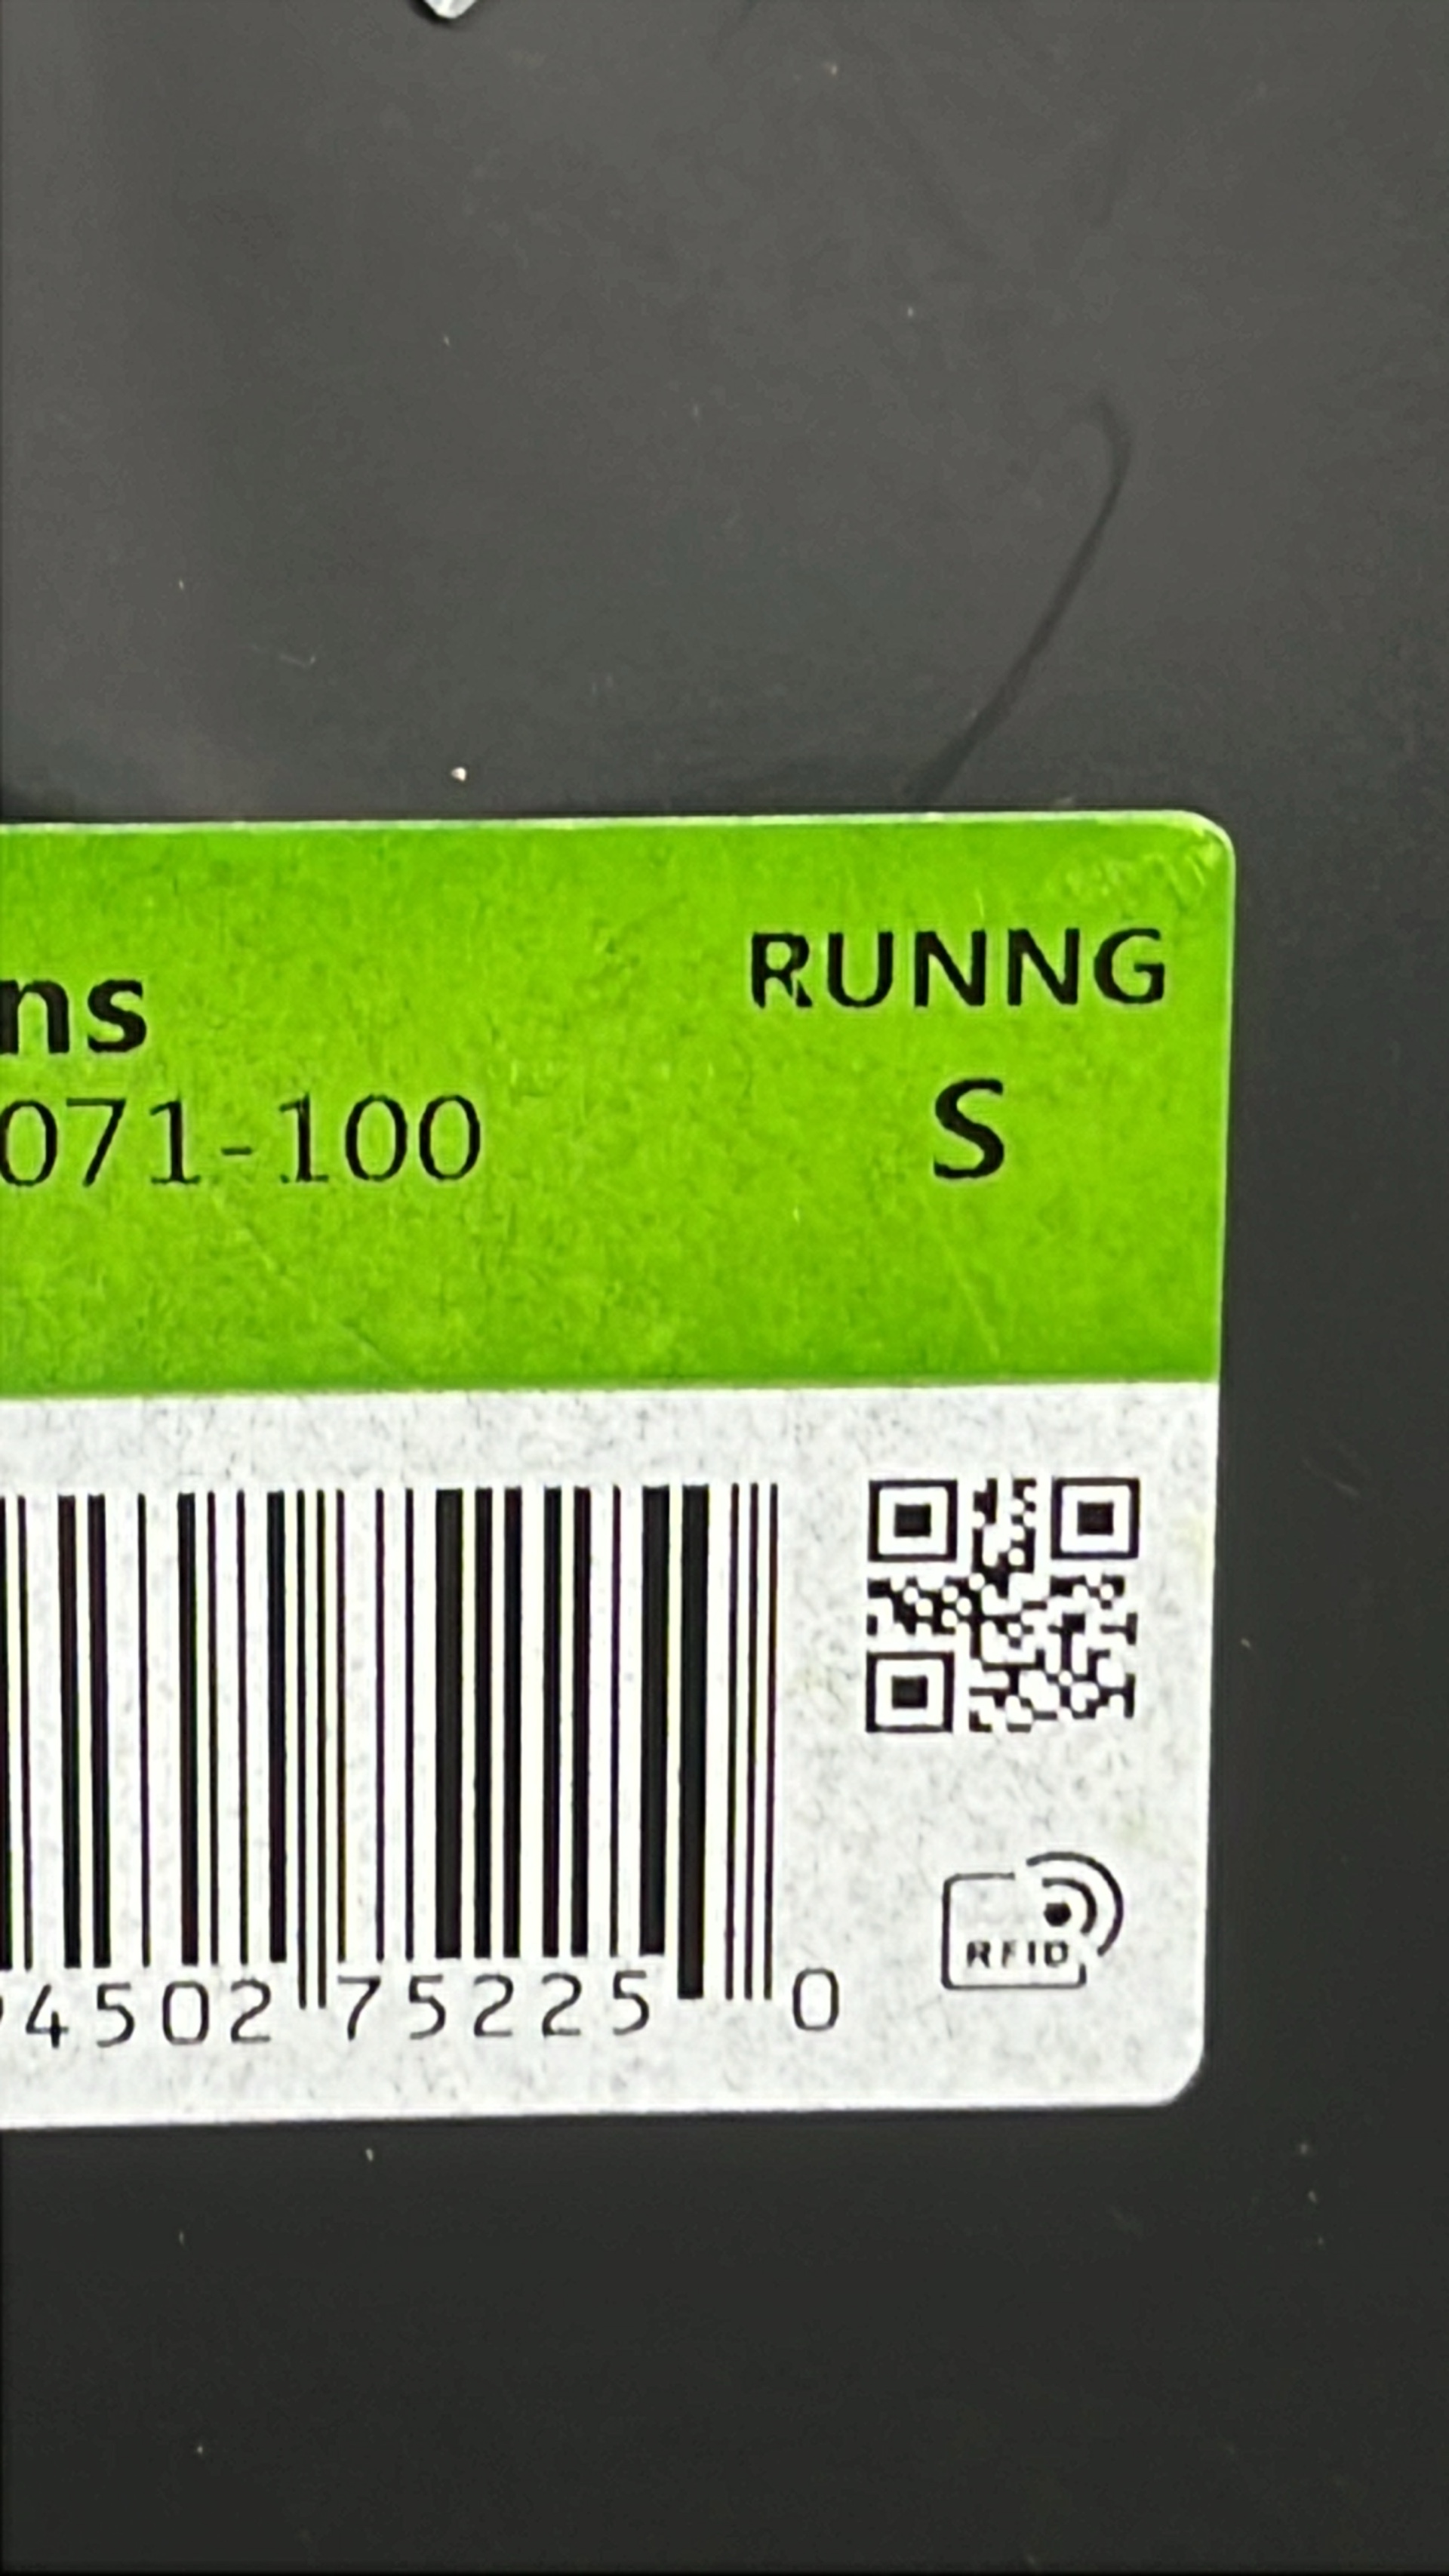 RUNNG
ns
S
071-100
4502 75225 0
RFID